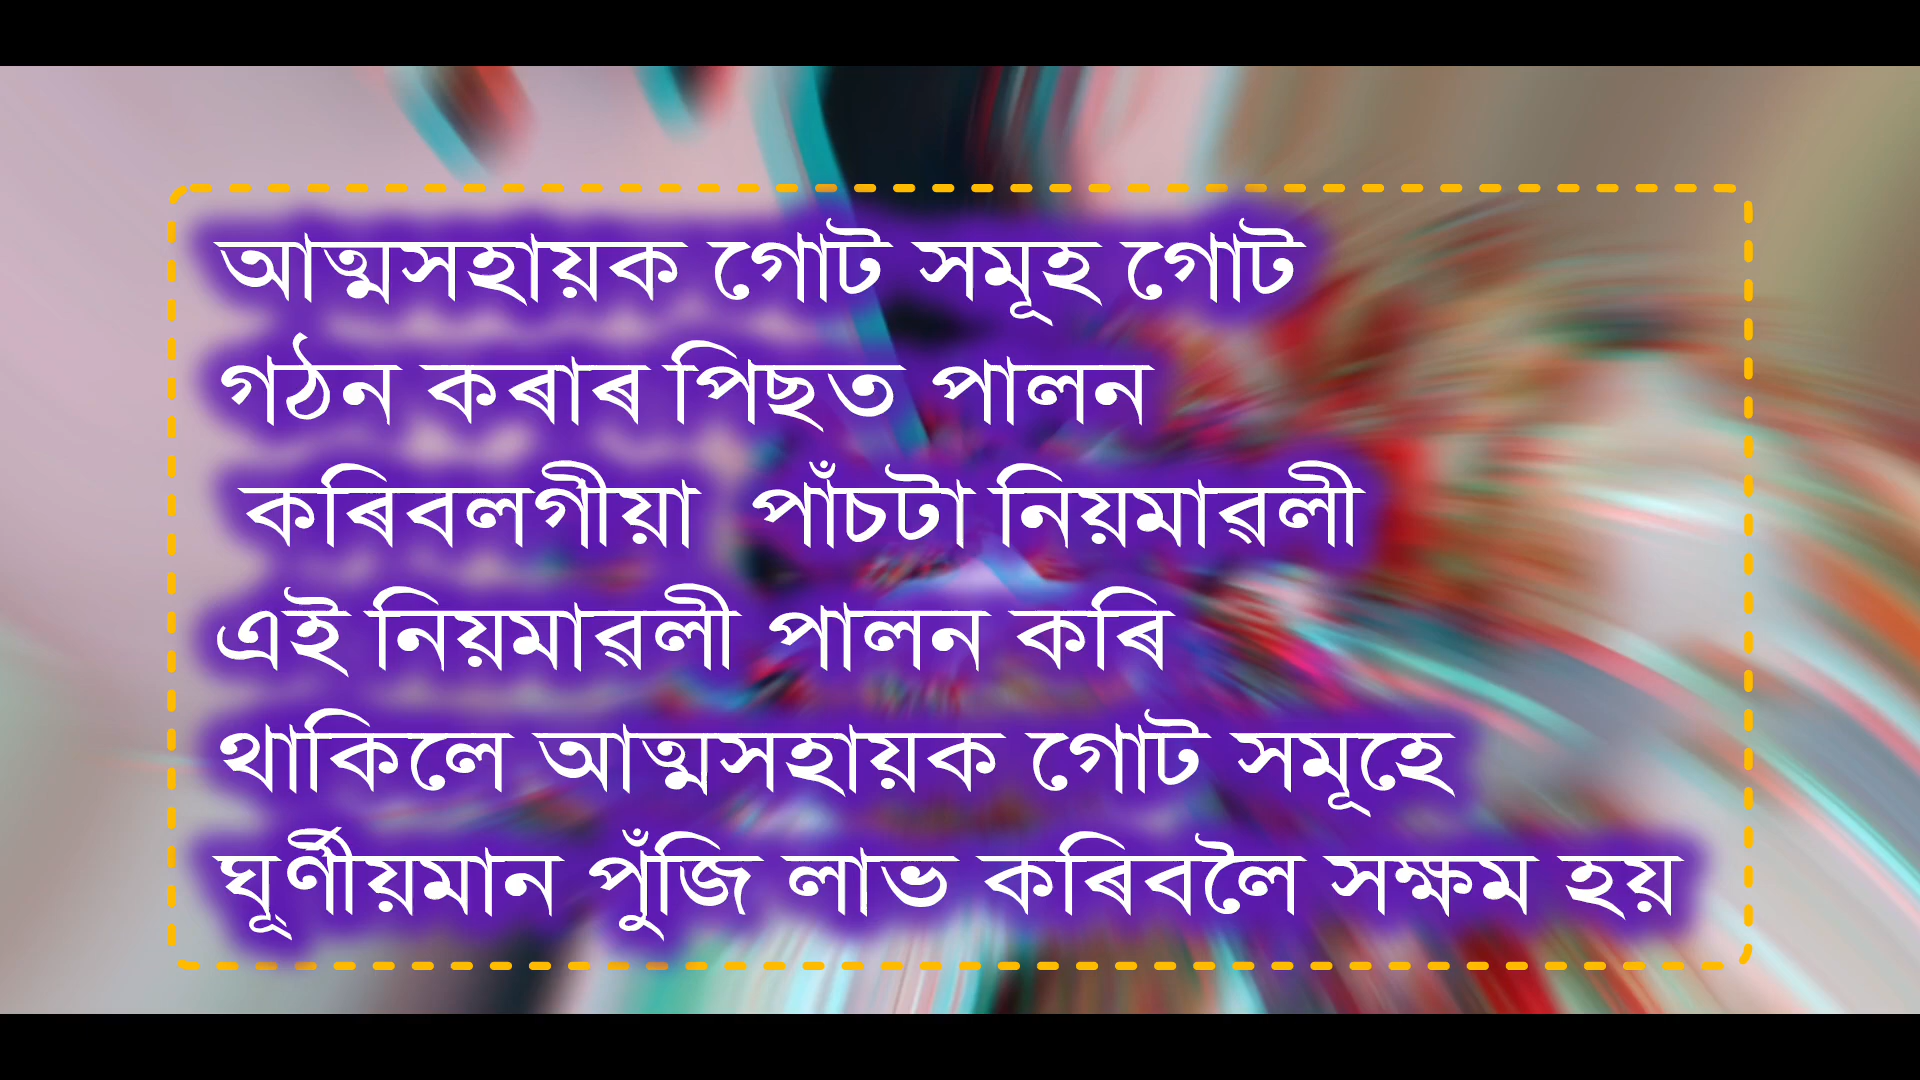 আত্মসহায়ক গোট সমূহ গোট
গঠন কৰাৰ পিছত পালন
কৰিবলগীয়া পাঁচটা নিয়মাৱলী
এই নিয়মাৱলী পালন কৰি
থাকিলে আত্মসহায়ক গোট সমূহে
ঘূৰ্ণীয়মান পুঁজি লাভ কৰিবলৈ সক্ষম হয়